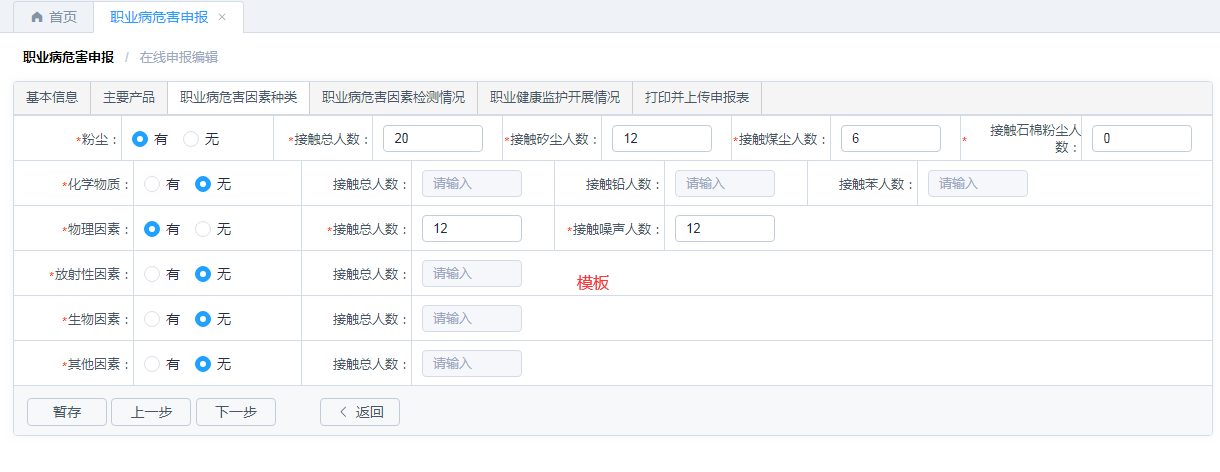 首页 职业病危害申报 ×
职业病危害申报 / 在线申报编辑
基本信息 主要产品 职业病危害因素种类 职业病危害因素检测情况 职业健康监护开展情况 打印并上传申报表
*粉尘： 有 无 *接触总人数： 20 *接触矽尘人数： 12 *接触煤尘人数： 6 * 接触石棉粉尘人
数： 0
*化学物质： 有 无 接触总人数： 请输入 接触铅人数： 请输入 接触苯人数： 请输入
*物理因素： 有 无 *接触总人数： 12 *接触噪声人数： 12
*放射性因素： 有 无 接触总人数： 请输入
模板
*生物因素： 有 无 接触总人数： 请输入
*其他因素： 有 无 接触总人数： 请输入
暂存 上一步 下一步 返回